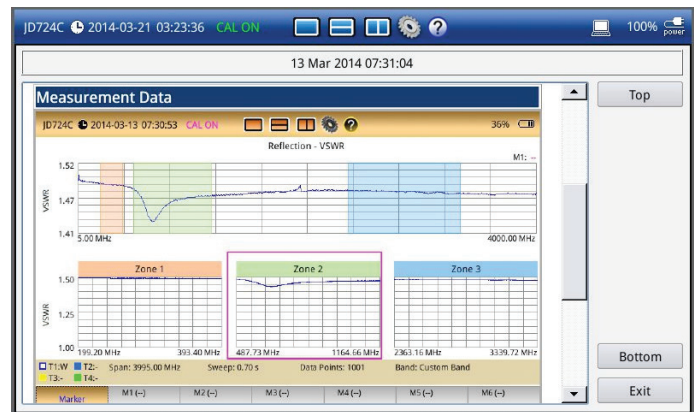 JD724C 2014-03-21 03:23:36 CAL ON 100% power
13 Mar 2014 07:31:04
Top
Measurement Data
JD724C 2014-03-13 07:30:53 CAL ON 36%
Reflection - VSWR
M1: --
1.52
1.47
1.41
VSWR
5.00 MHz 4000.00 MHz
Zone 1 Zone 2 Zone 3
1.50
1.25
1.00
VSWR
199.20 MHz 393.40 MHz 487.73 MHz 1164.66 MHz 2363.16 MHz 3339.72 MHz
T1:W T2:- Span: 3995.00 MHz Sweep: 0.70 s Data Points: 1001 Band: Custom Band
T3:- T4:-
Marker M1 (--) M2 (--) M3 (--) M4 (--) M5 (--) M6 (--)
Bottom
Exit